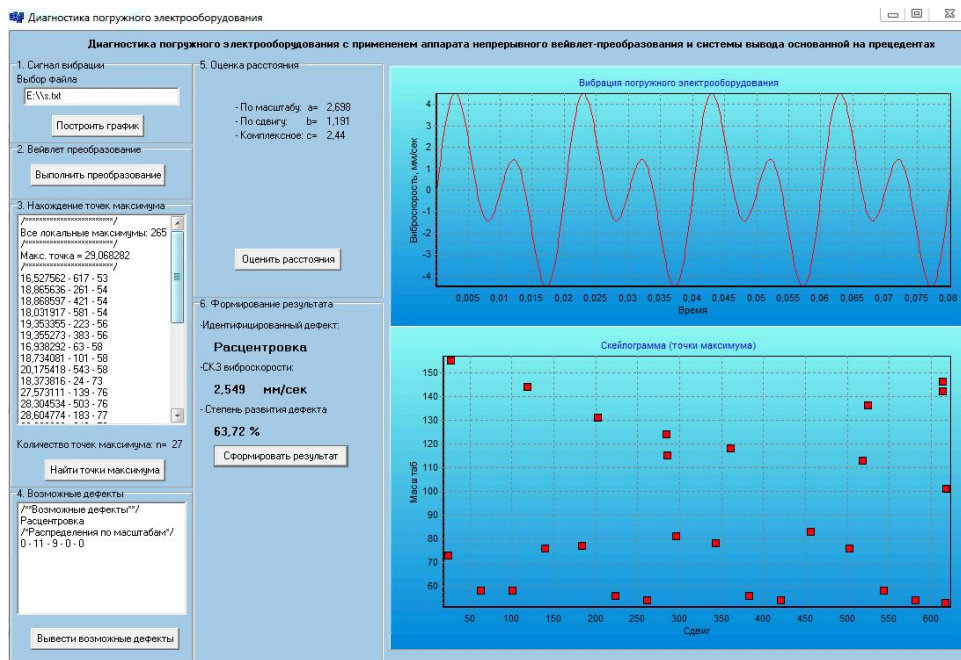 Диагностика погружного электрооборудования
Диагностика погружного электрооборудования с применем аппарата непрерывного вейвлет-преобразования и системы вывода основанной на прецедентах
1. Сигнал вибрации
Выбор файла
E:\\s.txt
Построить график
2. Вейвлет преобразование
Выполнить преобразование
3. Нахождение точек максимума
/**************************/
Все локальные максимумы: 265
/**************************/
Макс. точка = 29,068282
/**************************/
16,527562 - 617 - 53
18,865636 - 261 - 54
18,868597 - 421 - 54
18,031917 - 581 - 54
19,353355 - 223 - 56
19,355273 - 383 - 56
16,938292 - 63 - 58
18,734081 - 101 - 58
20,175418 - 543 - 58
18,373816 - 24 - 73
27,573111 - 139 - 76
28,304534 - 503 - 76
28,604774 - 183 - 77
Количество точек максимума: n= 27
Найти точки максимума
4. Возможные дефекты
/**Возможные дефекты**/
Расцентровка
/*Распределения по масштабам*/
0 - 11 - 9 - 0 - 0
Вывести возможные дефекты
5. Оценка расстояния
- По масштабу: a= 2,698
- По сдвигу: b= 1,191
- Комплексное: c= 2,44
Оценить расстояния
6. Формирование результата
-Идентифицированный дефект:
Расцентровка
-СКЗ виброскорости:
2,549 мм/сек
- Степень развития дефекта
63,72 %
Сформировать результат
Вибрация погружного электрооборудования
Виброскорость, мм/сек
4
3
2
1
0
-1
-2
-3
-4
0,005 0,01 0,015 0,02 0,025 0,03 0,035 0,04 0,045 0,05 0,055 0,06 0,065 0,07 0,075 0,08
Время
Скейлограмма (точки максимума)
Масштаб
150
140
130
120
110
100
90
80
70
60
50 100 150 200 250 300 350 400 450 500 550 600
Сдвиг